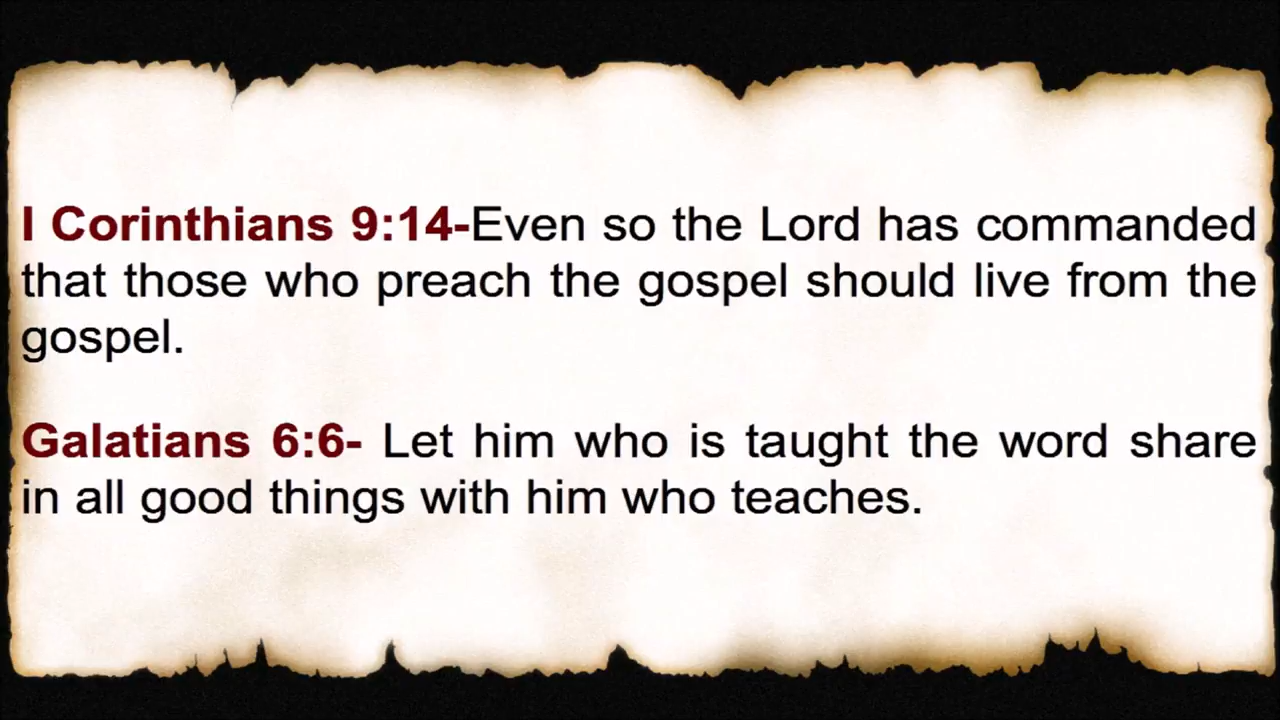 I Corinthians 9:14-Even so the Lord has commanded
that those who preach the gospel should live from the
gospel.
Galatians 6:6- Let him who is taught the word share
in all good things with him who teaches.